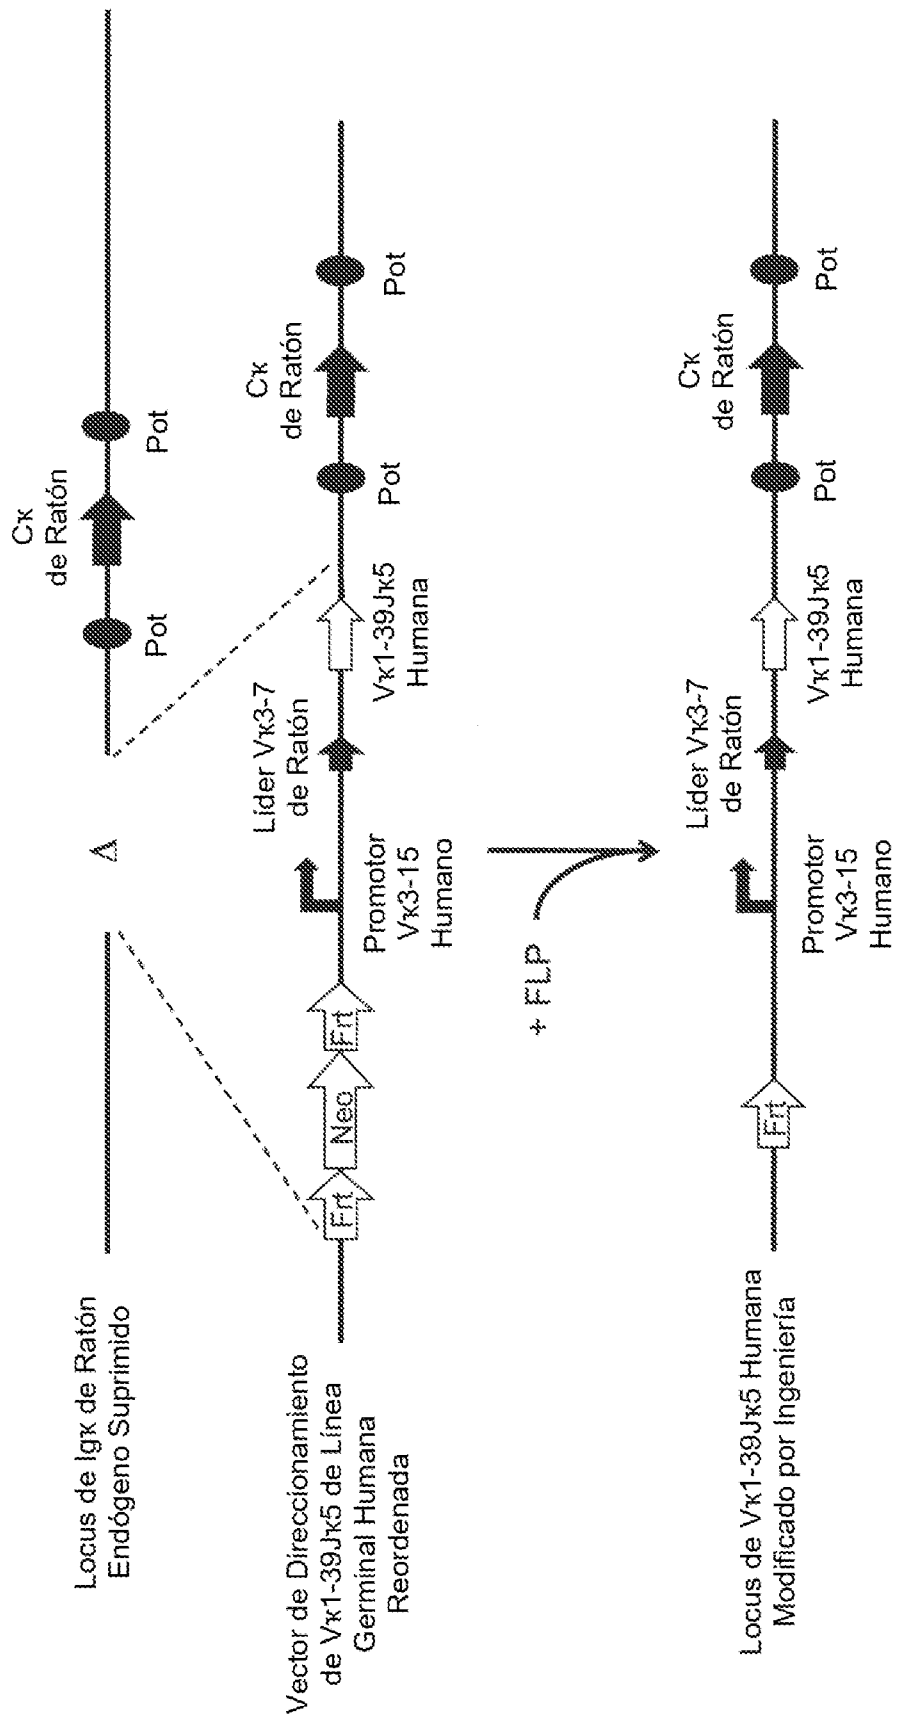 Locus de Igκ de Ratón
Endógeno Suprimido
Δ
Pot
Cκ
de Ratón
Pot
Vector de Direccionamiento
de Vκ1-39Jκ5 de Línea
Germinal Humana
Reordenada
Frt
Neo
Frt
Promotor
Vκ3-15
Humano
Líder Vκ3-7
de Ratón
Vκ1-39Jκ5
Humana
Pot
Cκ
de Ratón
Pot
+ FLP
Locus de Vκ1-39Jκ5 Humana
Modificado por Ingeniería
Frt
Promotor
Vκ3-15
Humano
Líder Vκ3-7
de Ratón
Vκ1-39Jκ5
Humana
Pot
Cκ
de Ratón
Pot